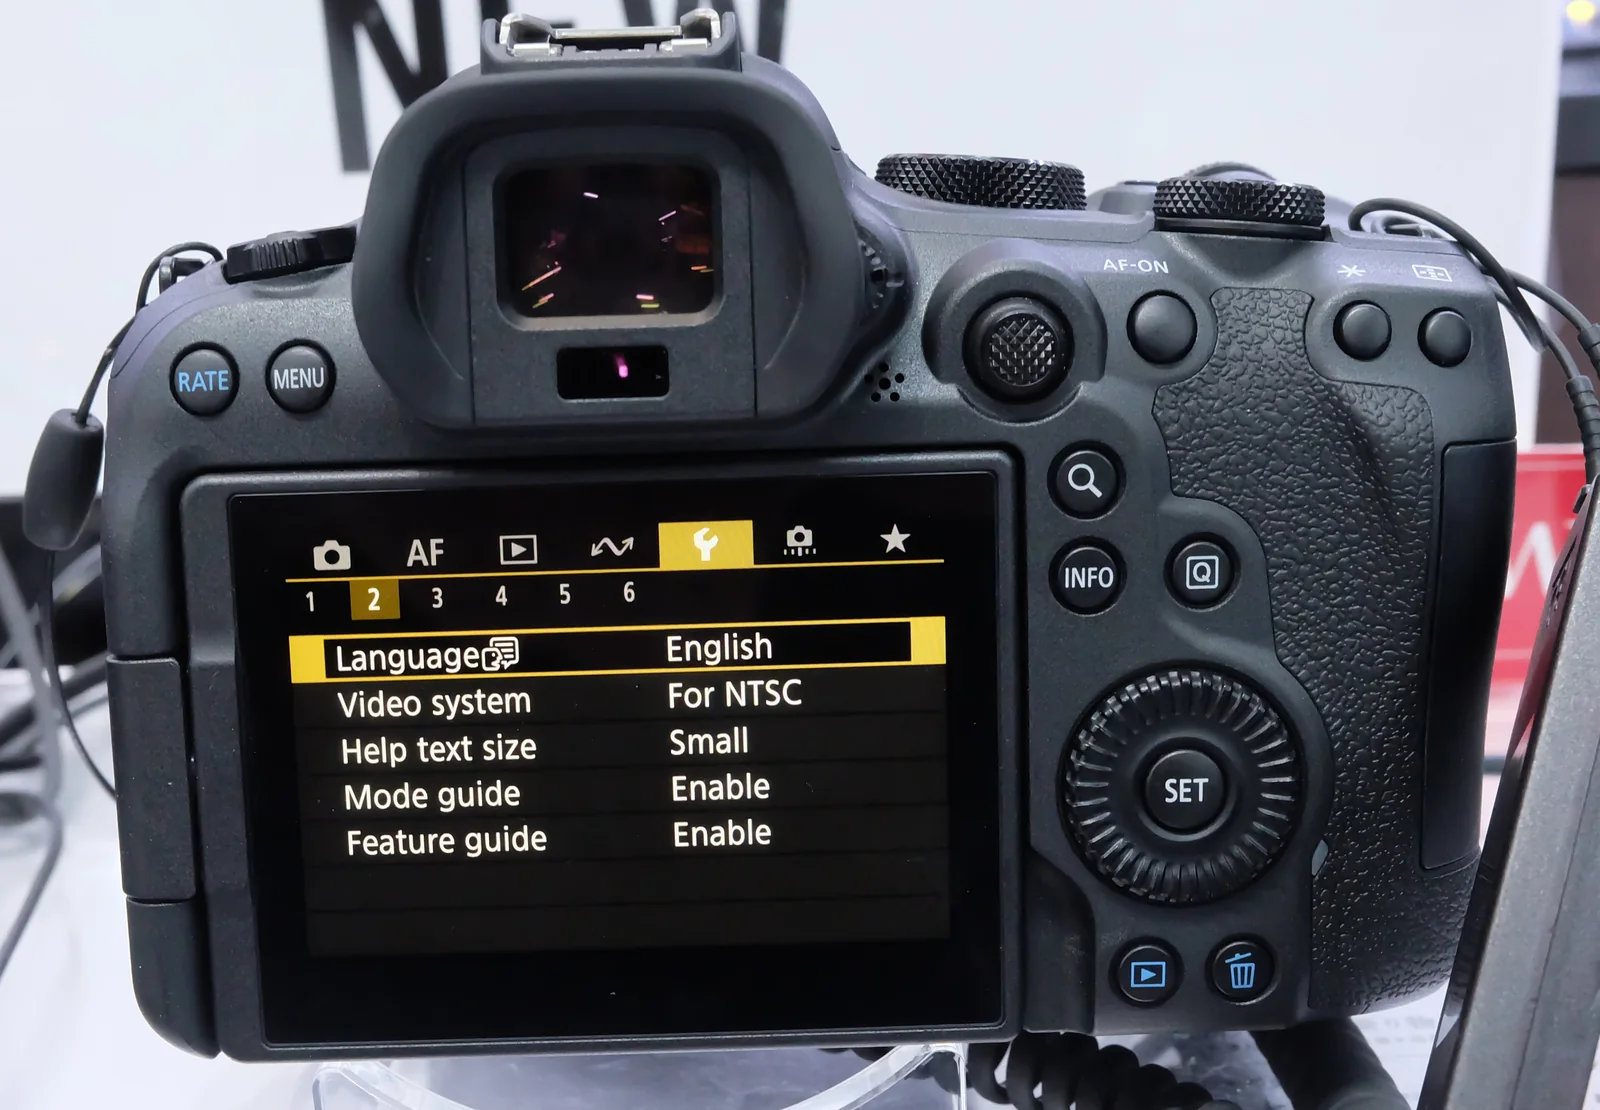 NEW
AF-ON
RATE MENU
INFO Q
AF
1 2 3 4 5 6
Language English
Video system For NTSC
Help text size Small
Mode guide Enable
Feature guide Enable
SET